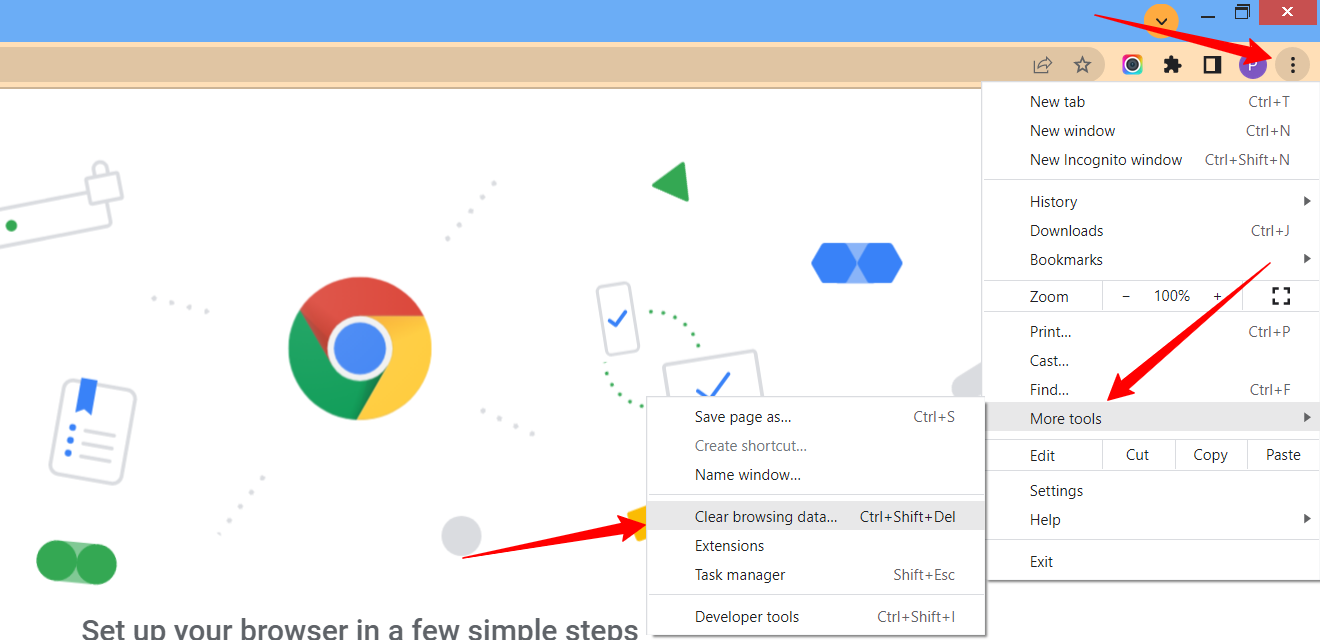 P
New tab Ctrl+T
New window Ctrl+N
New Incognito window Ctrl+Shift+N
History
Downloads Ctrl+J
Bookmarks
Zoom − 100% +
Print... Ctrl+P
Cast...
Find... Ctrl+F
More tools
Edit Cut Copy Paste
Settings
Help
Exit
Save page as... Ctrl+S
Create shortcut...
Name window...
Clear browsing data... Ctrl+Shift+Del
Extensions
Task manager Shift+Esc
Developer tools Ctrl+Shift+I
Set up your browser in a few simple steps